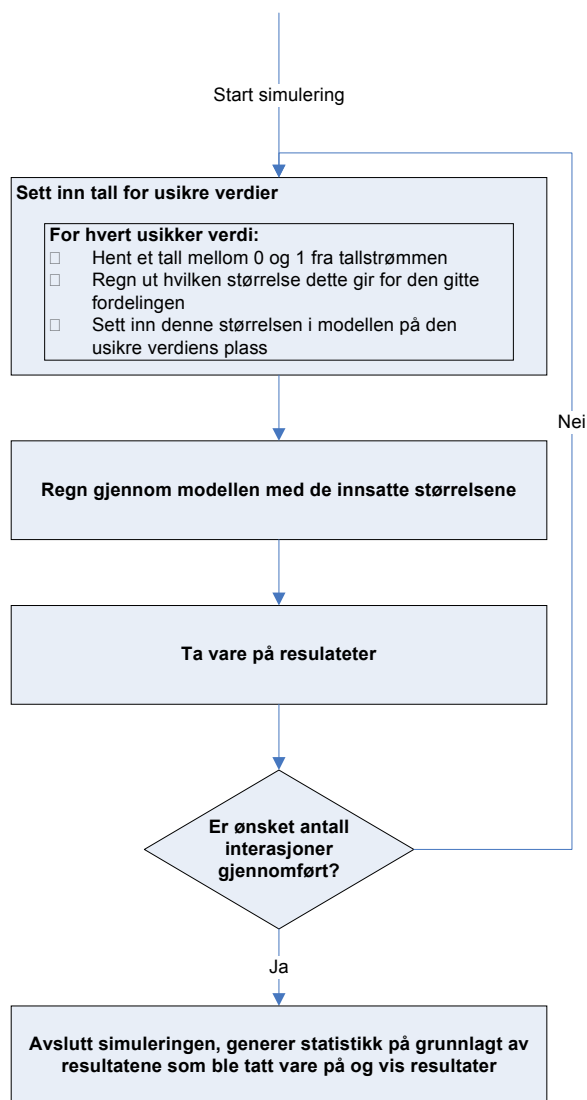 Start simulering
Sett inn tall for usikre verdier
For hvert usikker verdi:
Hent et tall mellom 0 og 1 fra tallstrømmen
Regn ut hvilken størrelse dette gir for den gitte
fordelingen
Sett inn denne størrelsen i modellen på den
usikre verdiens plass
Nei
Regn gjennom modellen med de innsatte størrelsene
Ta vare på resulateter
Er ønsket antall
interasjoner
gjennomført?
Ja
Avslutt simuleringen, generer statistikk på grunnlagt av
resultatene som ble tatt vare på og vis resultater